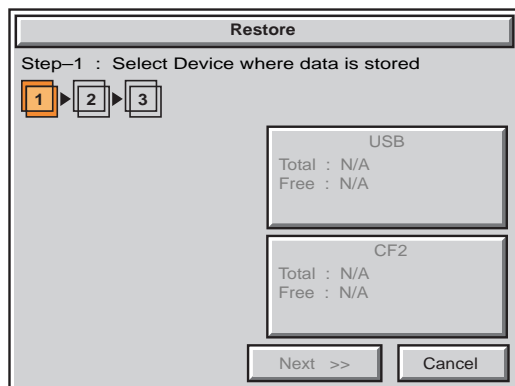 Restore
Step–1 : Select Device where data is stored
1 2 3
USB
Total : N/A
Free : N/A
CF2
Total : N/A
Free : N/A
Next >> Cancel